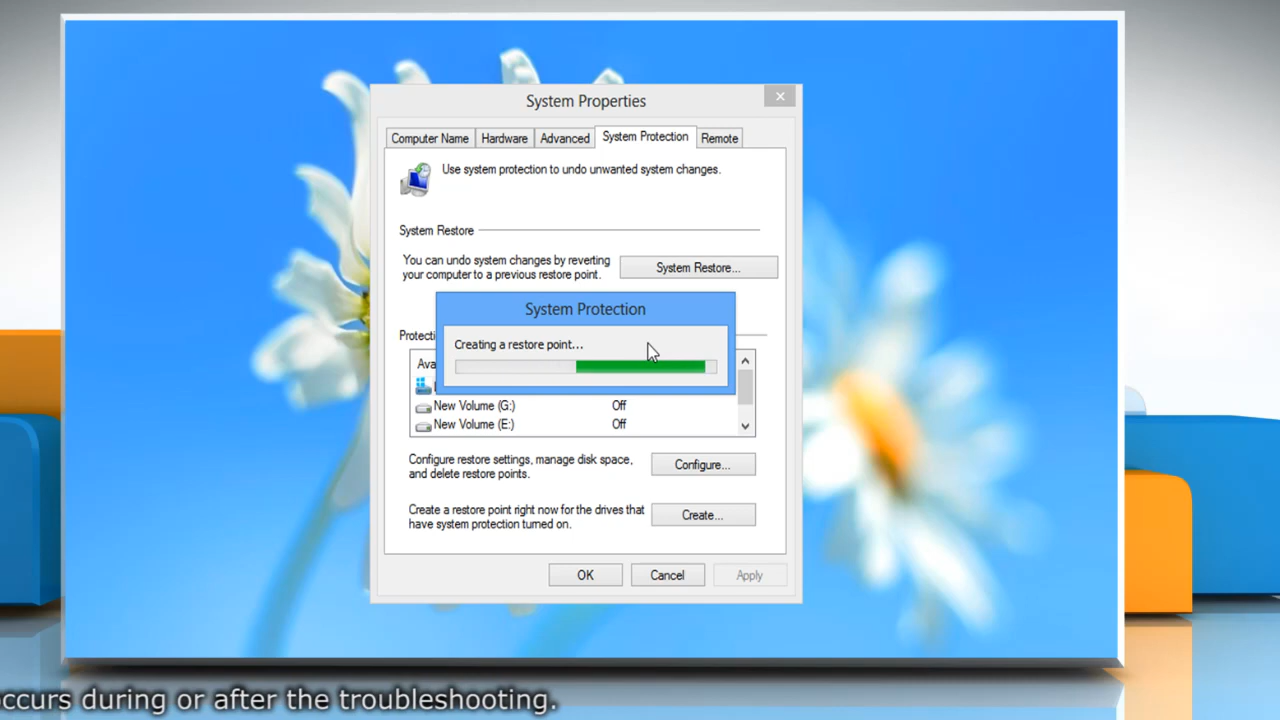 System Properties
Computer Name
Hardware
Advanced
System Protection
Remote
Use system protection to undo unwanted system changes.
System Restore
You can undo system changes by reverting
your computer to a previous restore point.
System Restore...
System Protection
Creating a restore point...
New Volume (G:) Off
New Volume (E:) Off
Configure restore settings, manage disk space,
and delete restore points.
Configure...
Create a restore point right now for the drives that
have system protection turned on.
Create...
OK
Cancel
Apply
occurs during or after the troubleshooting.